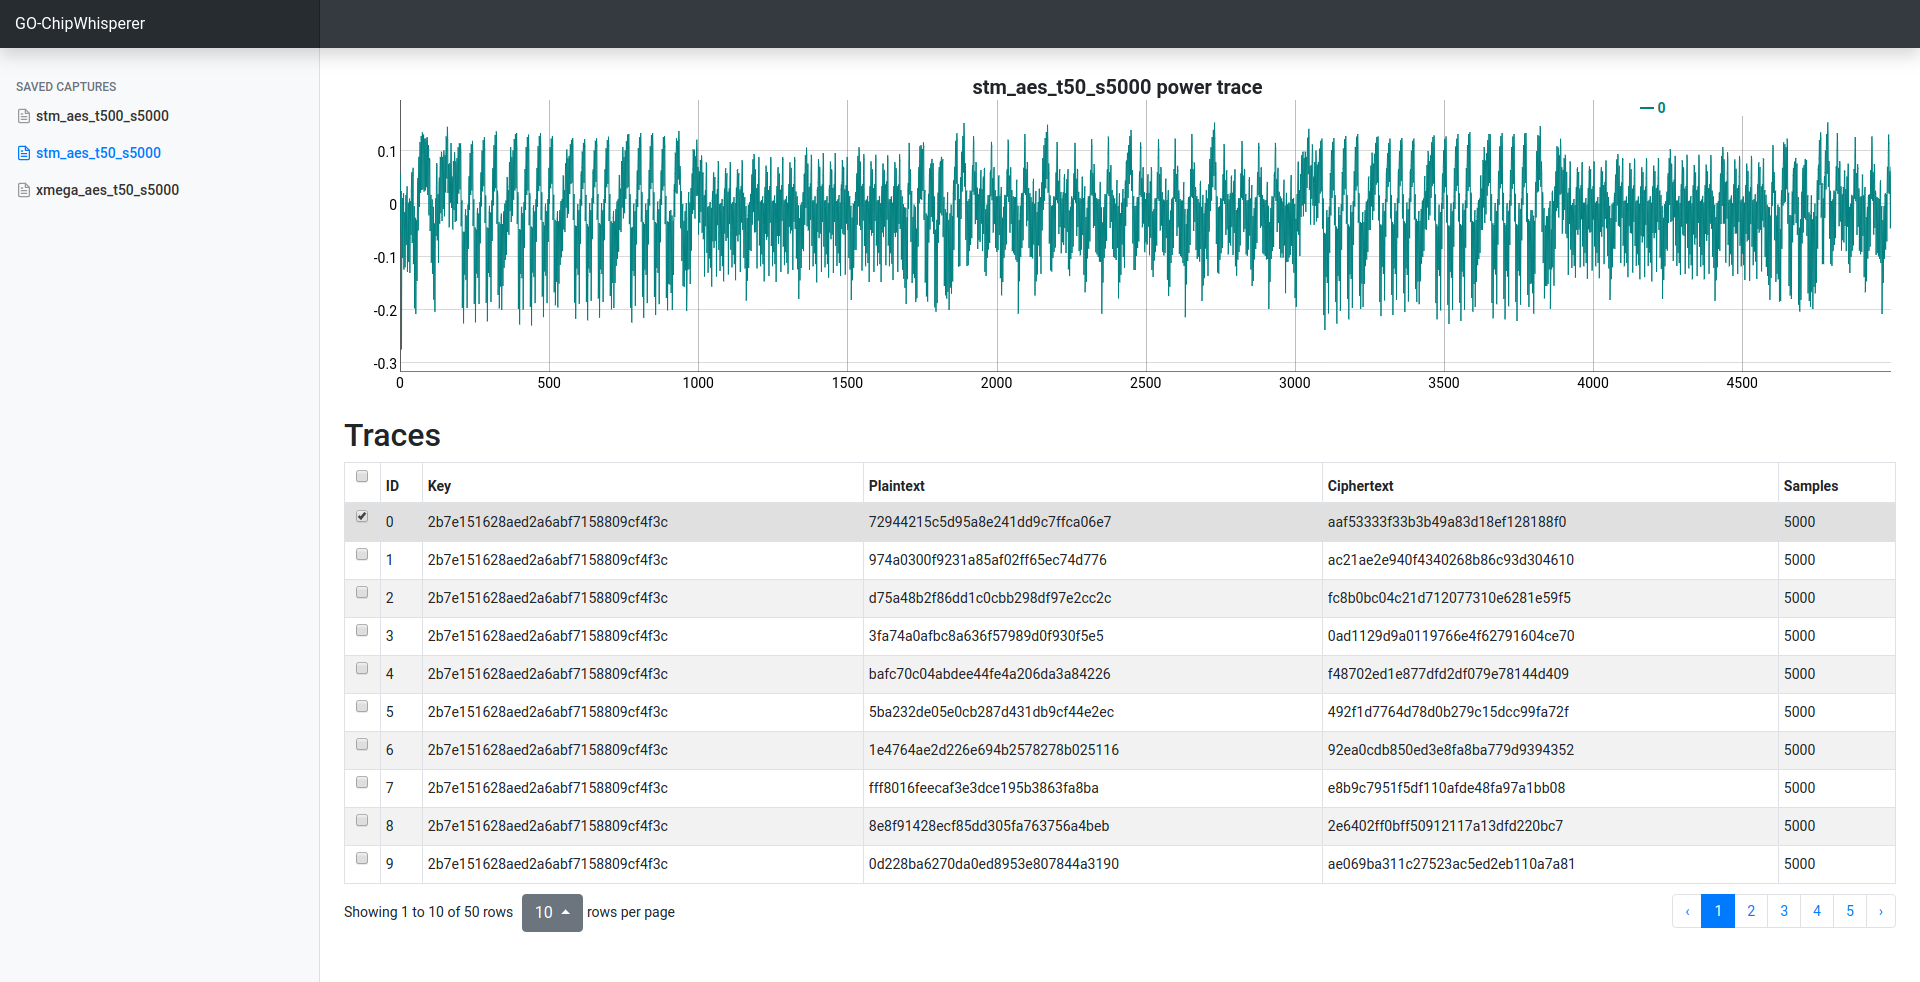 GO-ChipWhisperer
SAVED CAPTURES
stm_aes_t500_s5000
stm_aes_t50_s5000
xmega_aes_t50_s5000
stm_aes_t50_s5000 power trace
0
0.1
0
-0.1
-0.2
-0.3
0 500 1000 1500 2000 2500 3000 3500 4000 4500
Traces
ID Key Plaintext Ciphertext Samples
0 2b7e151628aed2a6abf7158809cf4f3c 72944215c5d95a8e241dd9c7ffca06e7 aaf53333f33b3b49a83d18ef128188f0 5000
1 2b7e151628aed2a6abf7158809cf4f3c 974a0300f9231a85af02ff65ec74d776 ac21ae2e940f4340268b86c93d304610 5000
2 2b7e151628aed2a6abf7158809cf4f3c d75a48b2f86dd1c0cbb298df97e2cc2c fc8b0bc04c21d712077310e6281e59f5 5000
3 2b7e151628aed2a6abf7158809cf4f3c 3fa74a0afbc8a636f57989d0f930f5e5 0ad1129d9a0119766e4f62791604ce70 5000
4 2b7e151628aed2a6abf7158809cf4f3c bafc70c04abdee44fe4a206da3a84226 f48702ed1e877dfd2df079e78144d409 5000
5 2b7e151628aed2a6abf7158809cf4f3c 5ba232de05e0cb287d431db9cf44e2ec 492f1d7764d78d0b279c15dcc99fa72f 5000
6 2b7e151628aed2a6abf7158809cf4f3c 1e4764ae2d226e694b2578278b025116 92ea0cdb850ed3e8fa8ba779d9394352 5000
7 2b7e151628aed2a6abf7158809cf4f3c fff8016feecaf3e3dce195b3863fa8ba e8b9c7951f5df110afde48fa97a1bb08 5000
8 2b7e151628aed2a6abf7158809cf4f3c 8e8f91428ecf85dd305fa763756a4beb 2e6402ff0bff50912117a13dfd220bc7 5000
9 2b7e151628aed2a6abf7158809cf4f3c 0d228ba6270da0ed8953e807844a3190 ae069ba311c27523ac5ed2eb110a7a81 5000
Showing 1 to 10 of 50 rows 10 rows per page ‹ 1 2 3 4 5 ›